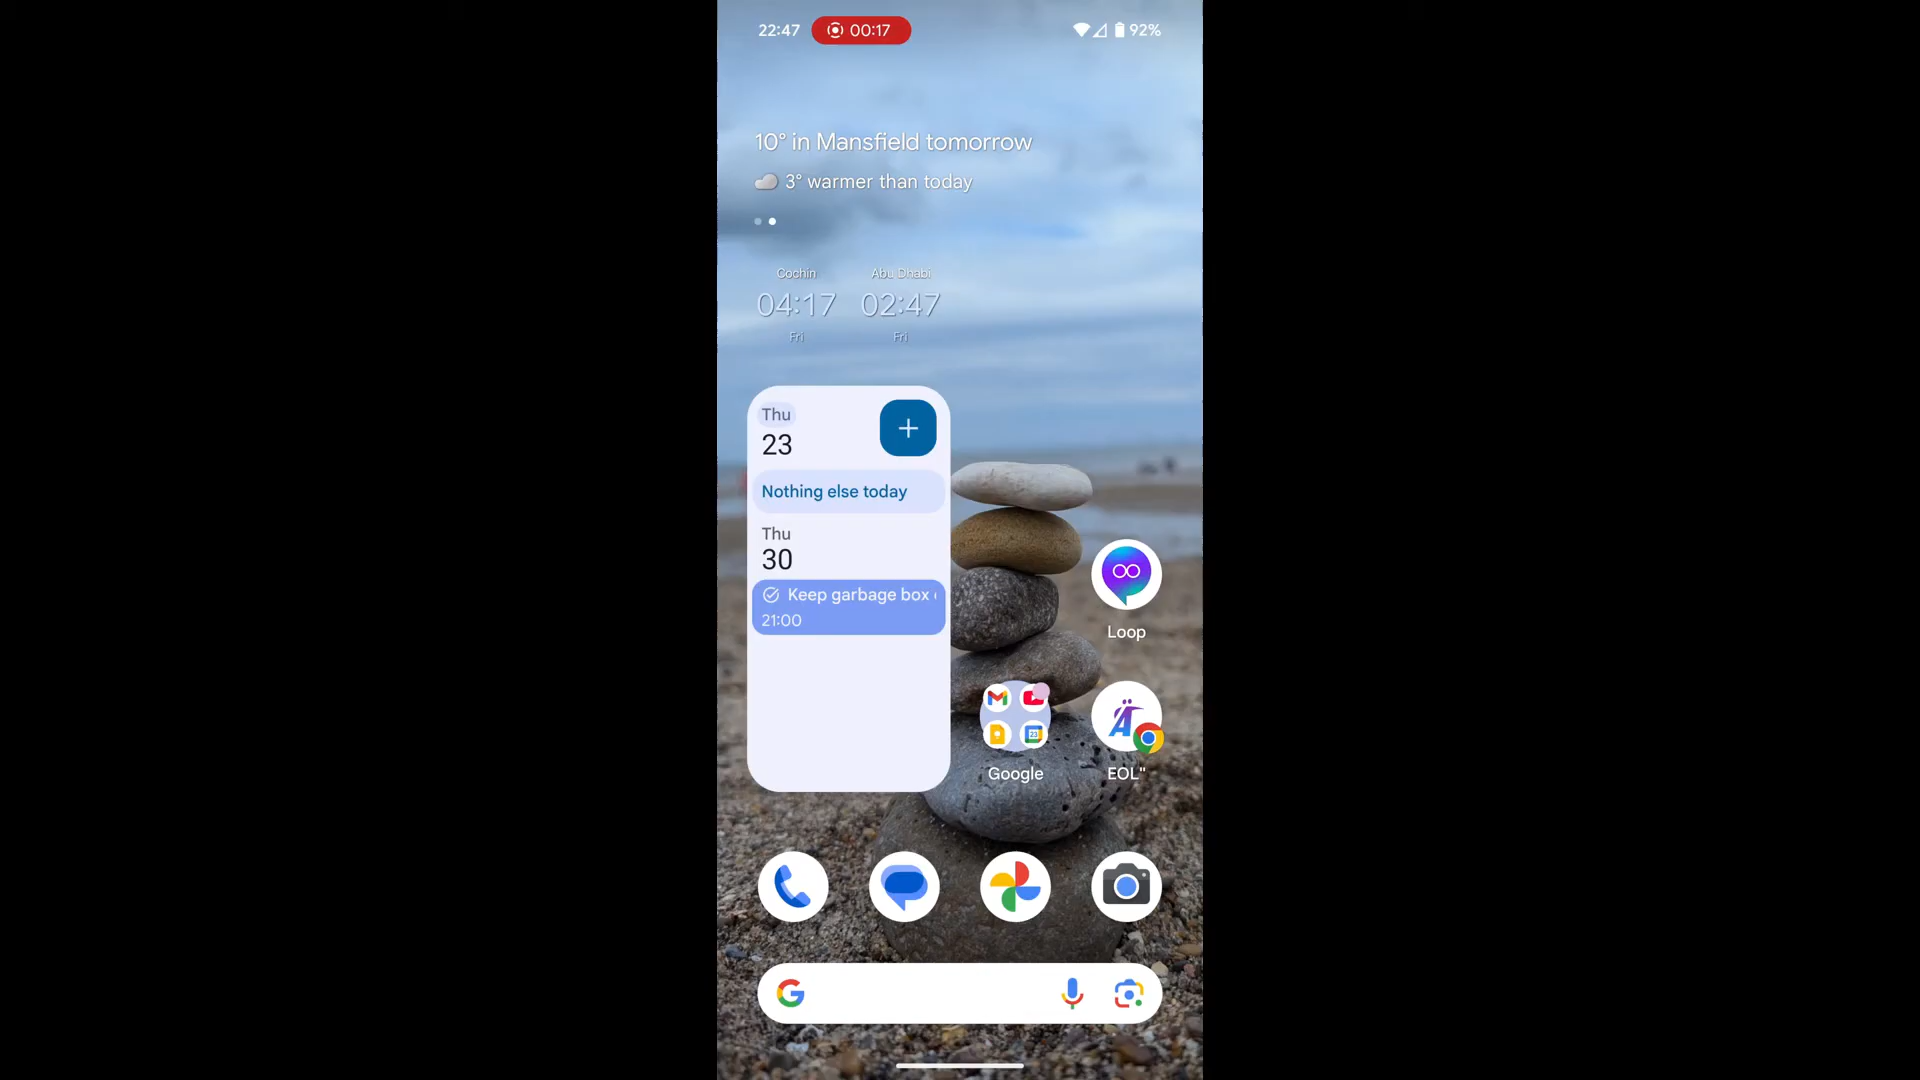 22:47 00:17 92%
10° in Mansfield tomorrow
3° warmer than today
Cochin Abu Dhabi
04:17 02:47
Fri Fri
Thu
23
Nothing else today
Thu
30
Keep garbage box
21:00
Loop
Google
EOL"